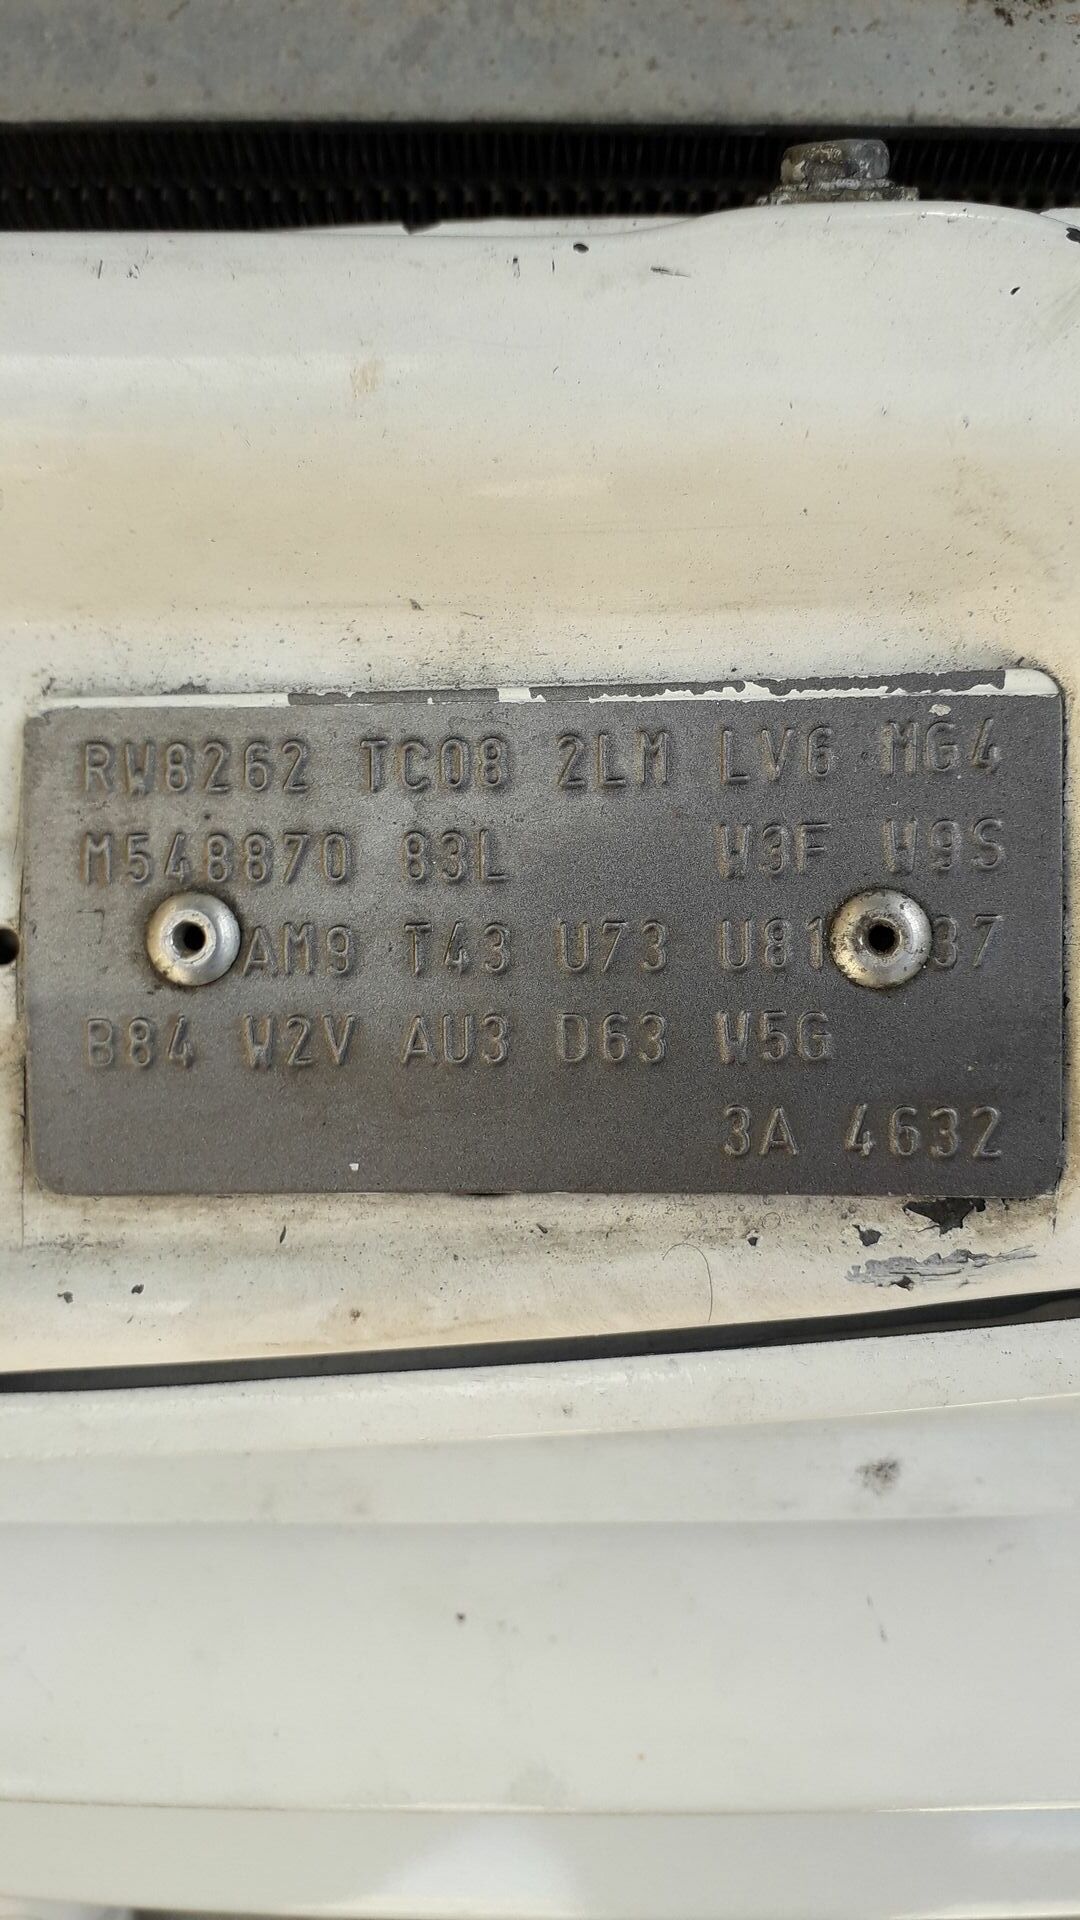 RW8262 TC08 2LM LV6 MG4
M548870 83L W3F W9S
AM9 T43 U73 U81 37
B84 W2V AU3 D63 W5G
3A 4632